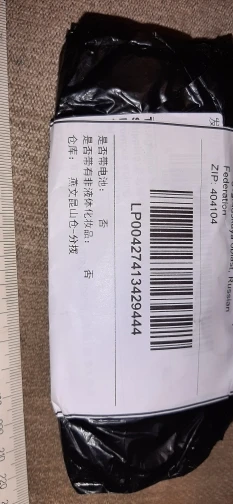 Federation
Russian
ZIP: 404104
LP00427413429444
是否带电池： 否
是否带有非液体化妆品： 否
仓库： 燕文昆山仓-分拨